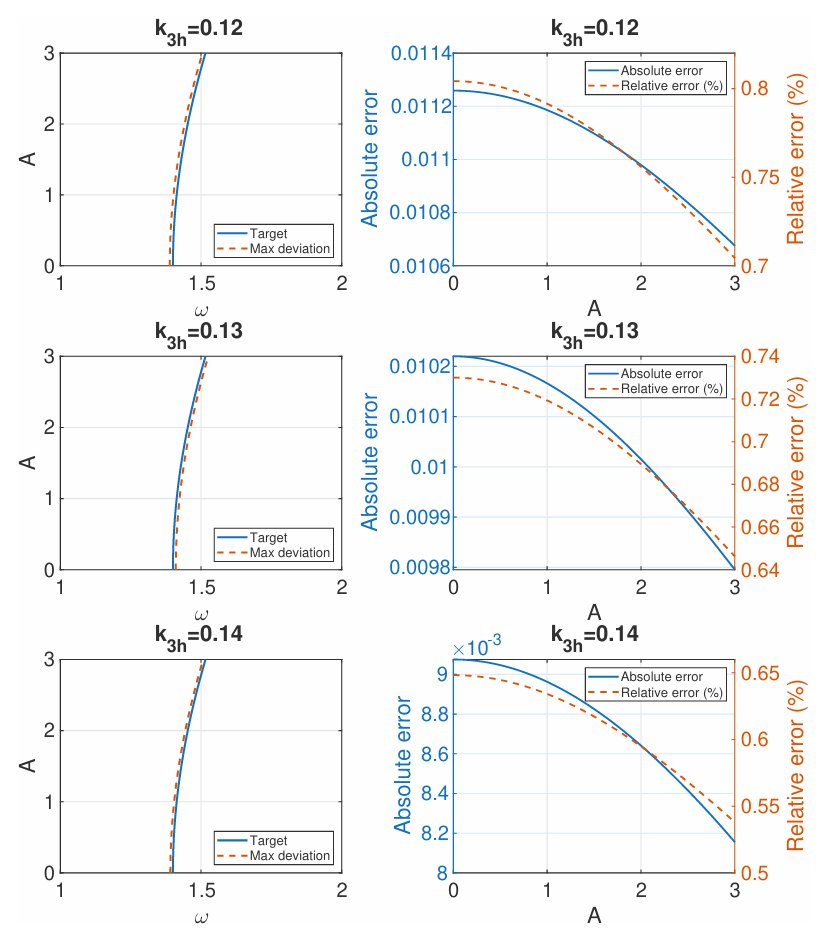 k3h=0.12
3
2
1
0
A
1
1.5
2
ω
Target
Max deviation
k3h=0.12
0.0114
0.0112
0.011
0.0108
0.0106
Absolute error
0.8
0.75
0.7
Relative error (%)
0
1
2
3
A
Absolute error
Relative error (%)
k3h=0.13
3
2
1
0
A
1
1.5
2
ω
Target
Max deviation
k3h=0.13
0.0102
0.0101
0.01
0.0099
0.0098
Absolute error
0.74
0.72
0.7
0.68
0.66
0.64
Relative error (%)
0
1
2
3
A
Absolute error
Relative error (%)
k3h=0.14
3
2
1
0
A
1
1.5
2
ω
Target
Max deviation
k3h=0.14
×10-3
9
8.8
8.6
8.4
8.2
8
Absolute error
0.65
0.6
0.55
0.5
Relative error (%)
0
1
2
3
A
Absolute error
Relative error (%)